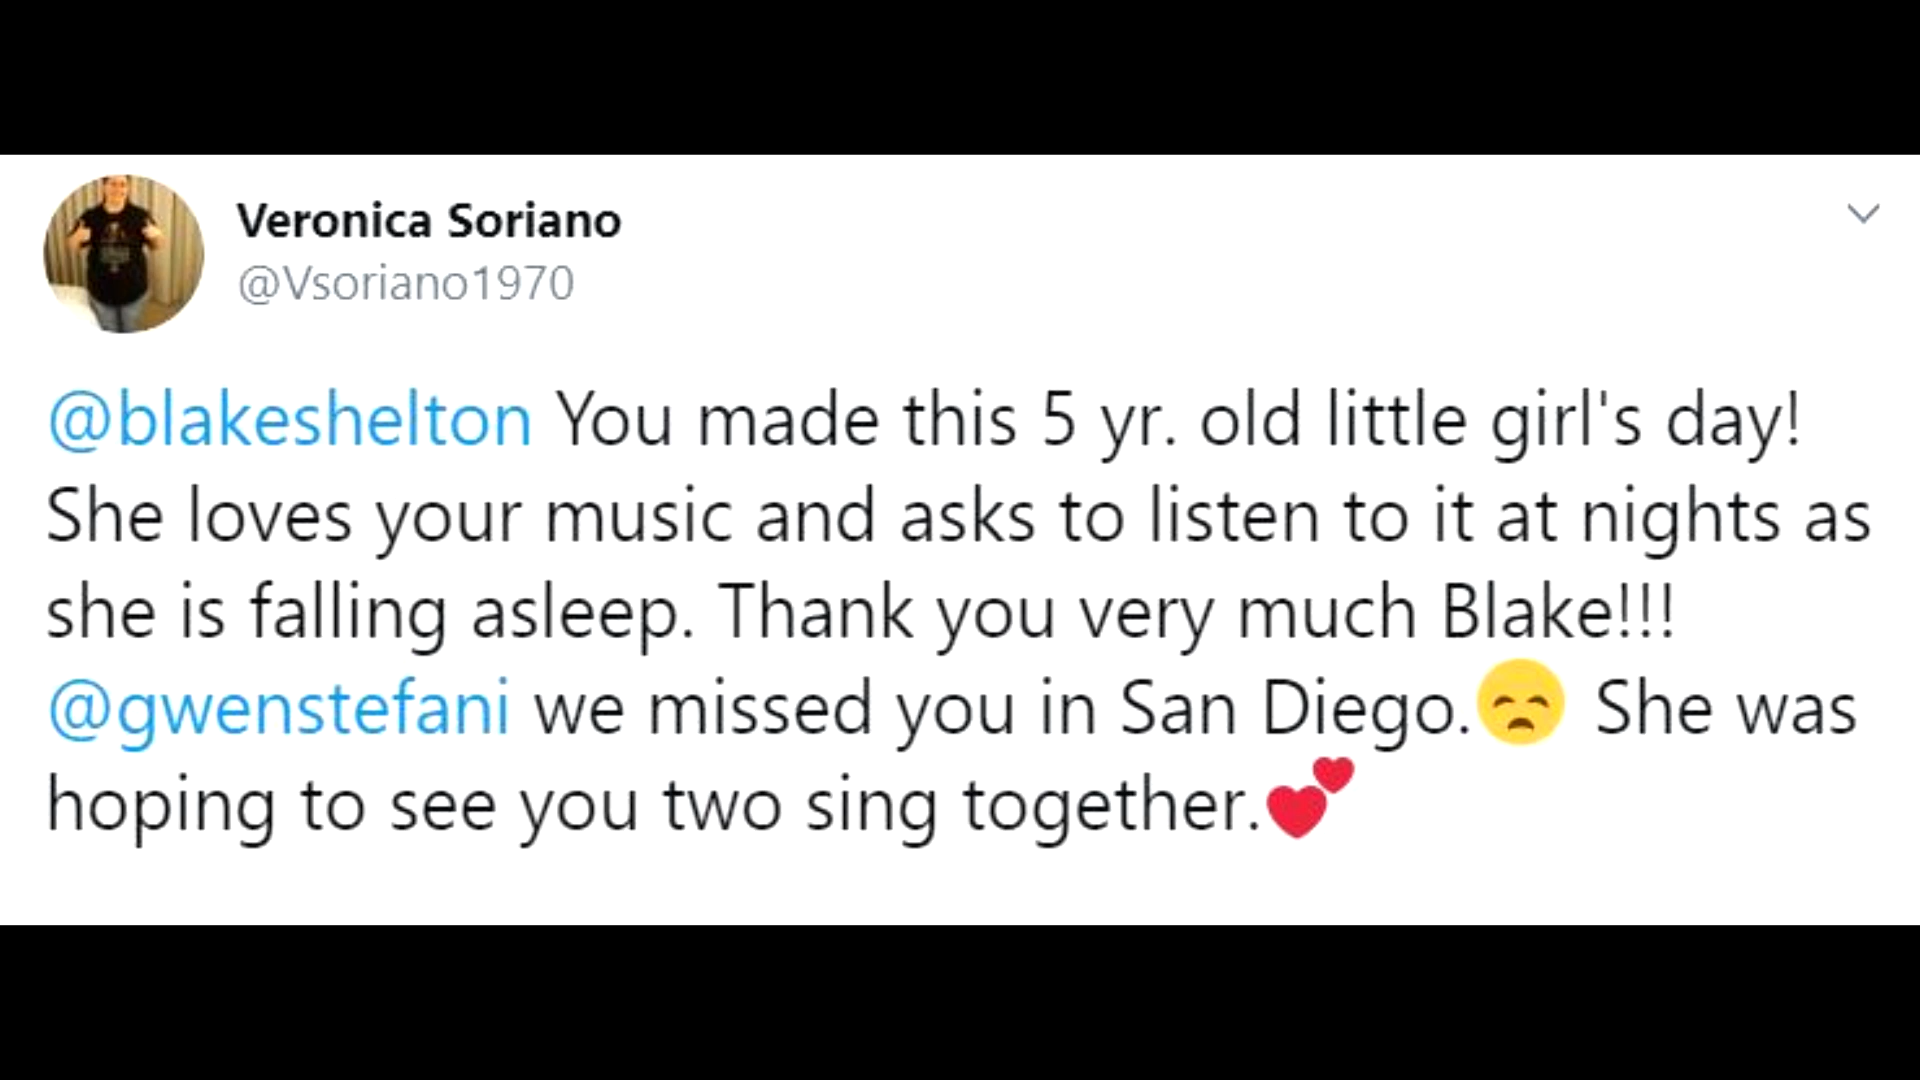 Veronica Soriano
@Vsoriano1970
@blakeshelton You made this 5 yr. old little girl's day!
She loves your music and asks to listen to it at nights as
she is falling asleep. Thank you very much Blake!!!
@gwenstefani we missed you in San Diego.😞 She was
hoping to see you two sing together.💕